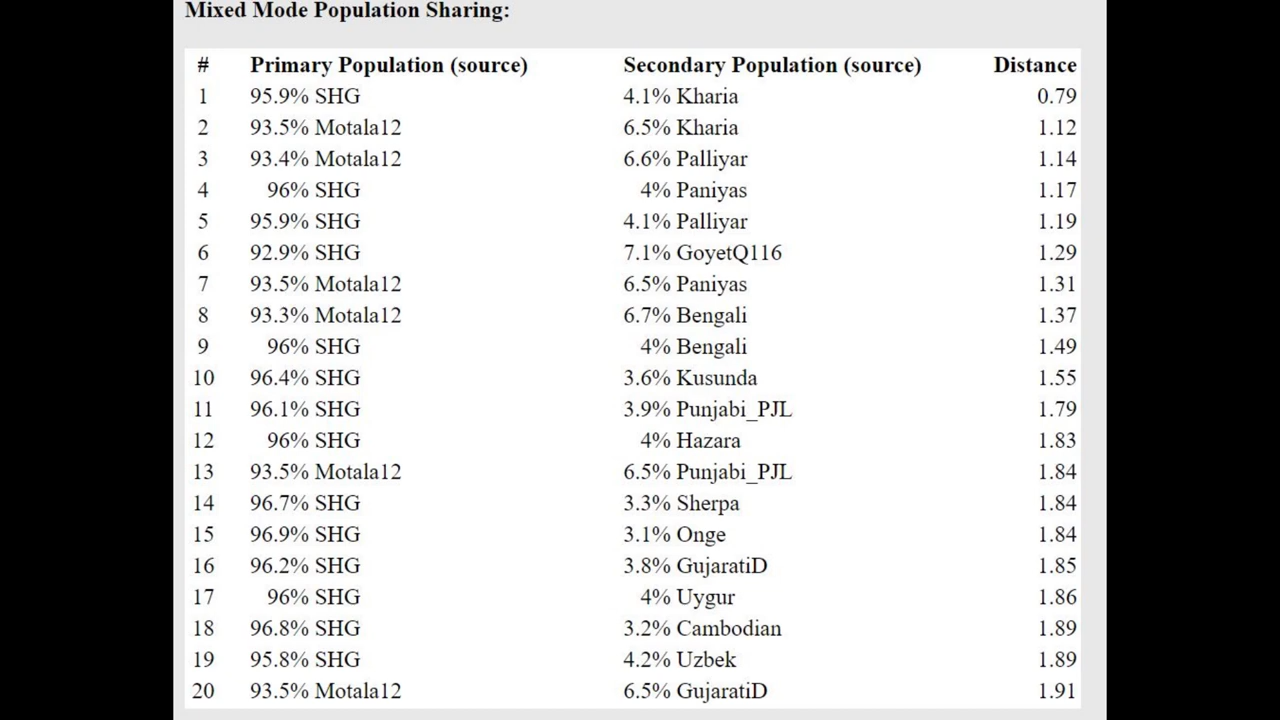 Mixed Mode Population Sharing:
# Primary Population (source) Secondary Population (source) Distance
1 95.9% SHG 4.1% Kharia 0.79
2 93.5% Motala12 6.5% Kharia 1.12
3 93.4% Motala12 6.6% Palliyar 1.14
4 96% SHG 4% Paniyas 1.17
5 95.9% SHG 4.1% Palliyar 1.19
6 92.9% SHG 7.1% GoyetQ116 1.29
7 93.5% Motala12 6.5% Paniyas 1.31
8 93.3% Motala12 6.7% Bengali 1.37
9 96% SHG 4% Bengali 1.49
10 96.4% SHG 3.6% Kusunda 1.55
11 96.1% SHG 3.9% Punjabi_PJL 1.79
12 96% SHG 4% Hazara 1.83
13 93.5% Motala12 6.5% Punjabi_PJL 1.84
14 96.7% SHG 3.3% Sherpa 1.84
15 96.9% SHG 3.1% Onge 1.84
16 96.2% SHG 3.8% GujaratiD 1.85
17 96% SHG 4% Uygur 1.86
18 96.8% SHG 3.2% Cambodian 1.89
19 95.8% SHG 4.2% Uzbek 1.89
20 93.5% Motala12 6.5% GujaratiD 1.91